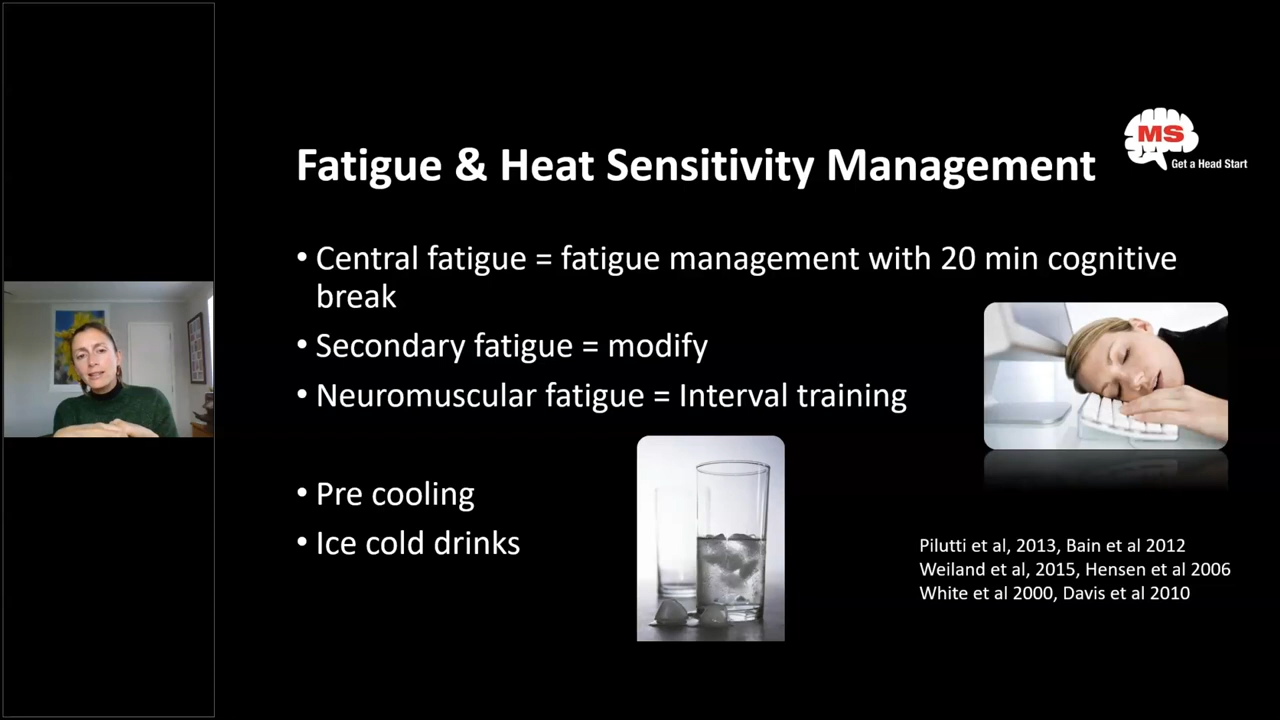 MS
Get a Head Start
Fatigue & Heat Sensitivity Management
• Central fatigue = fatigue management with 20 min cognitive
break
• Secondary fatigue = modify
• Neuromuscular fatigue = Interval training
• Pre cooling
• Ice cold drinks
Pilutti et al, 2013, Bain et al 2012
Weiland et al, 2015, Hensen et al 2006
White et al 2000, Davis et al 2010